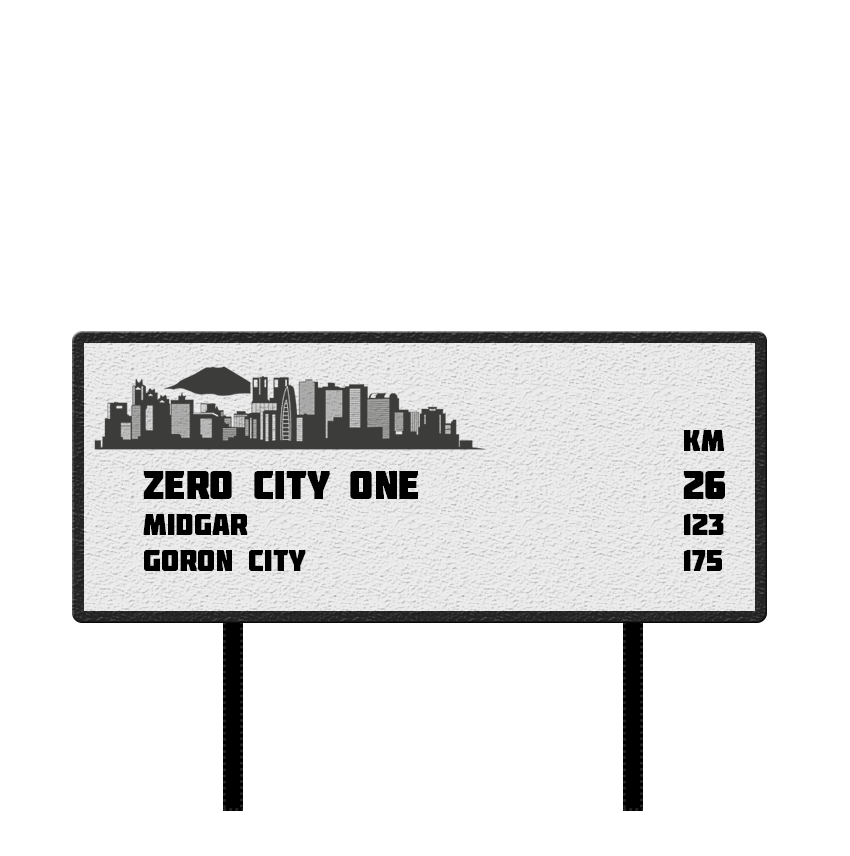 KM
ZERO CITY ONE 26
MIDGAR 123
GORON CITY 175